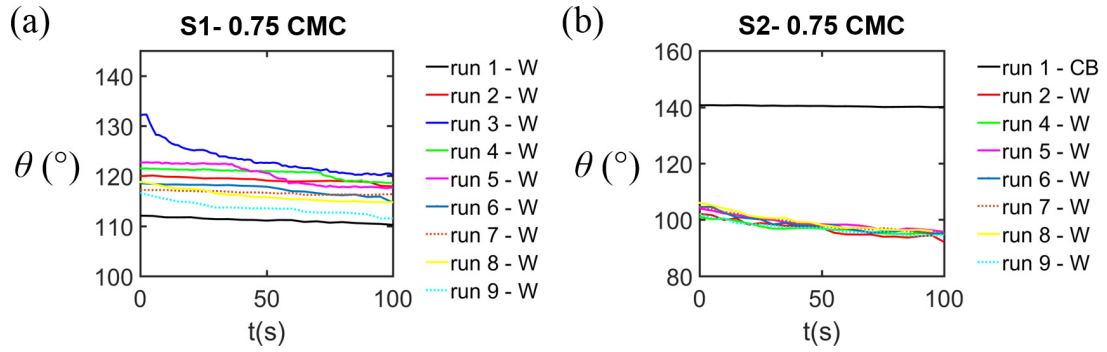 (a)
S1- 0.75 CMC
140
130
120
110
100
θ (°)
0
50
100
t(s)
run 1 - W
run 2 - W
run 3 - W
run 4 - W
run 5 - W
run 6 - W
run 7 - W
run 8 - W
run 9 - W
(b)
S2- 0.75 CMC
160
140
120
100
80
θ (°)
0
50
100
t(s)
run 1 - CB
run 2 - W
run 4 - W
run 5 - W
run 6 - W
run 7 - W
run 8 - W
run 9 - W